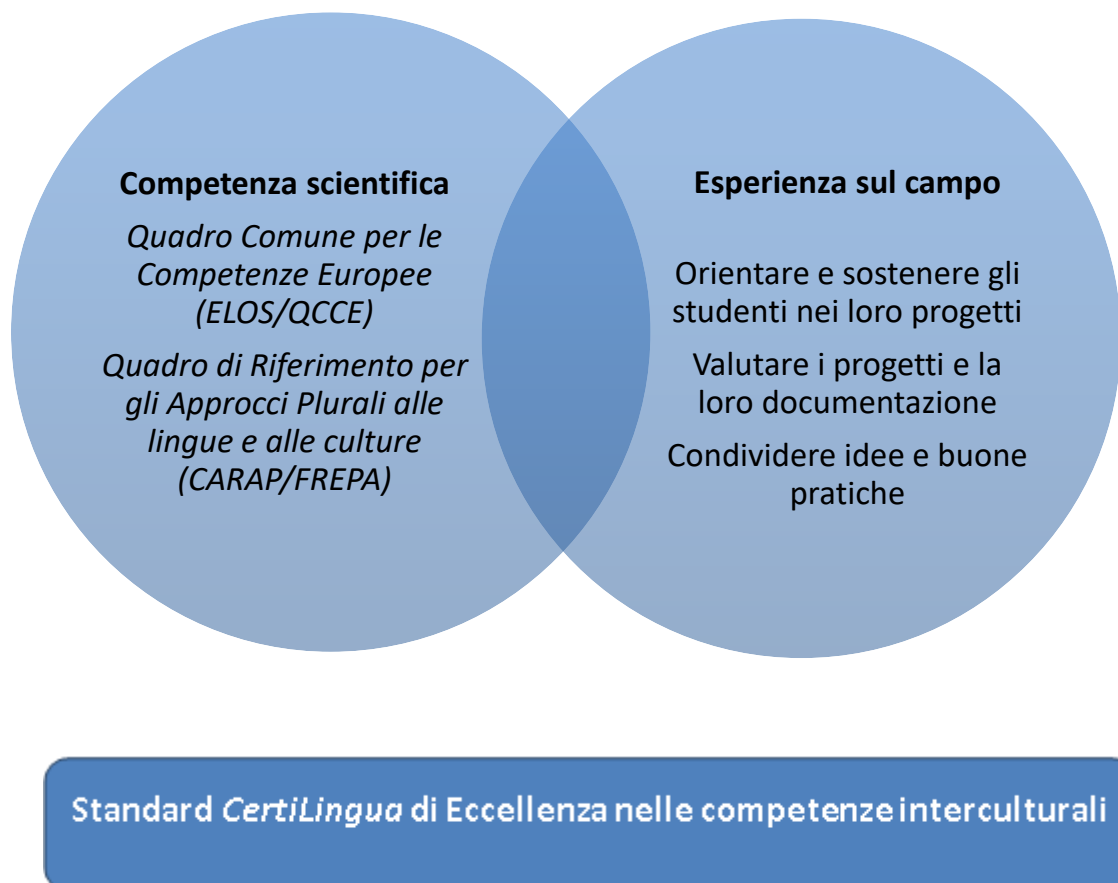 Competenza scientifica
Quadro Comune per le
Competenze Europee
(ELOS/QCCE)
Quadro di Riferimento per
gli Approcci Plurali alle
lingue e alle culture
(CARAP/FREPA)
Esperienza sul campo
Orientare e sostenere gli
studenti nei loro progetti
Valutare i progetti e la
loro documentazione
Condividere idee e buone
pratiche
Standard CertiLingua di Eccellenza nelle competenze interculturali